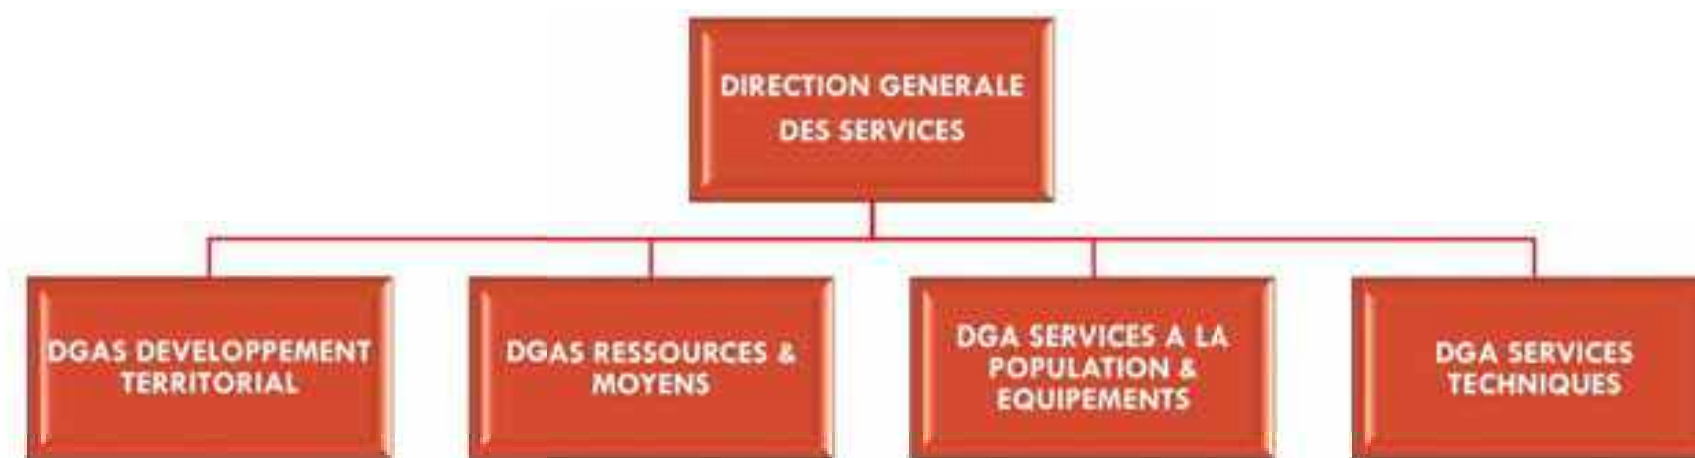 DIRECTION GENERALE
DES SERVICES
DGAS DEVELOPPEMENT
TERRITORIAL
DGAS RESSOURCES &
MOYENS
DGA SERVICES A LA
POPULATION &
EQUIPEMENTS
DGA SERVICES
TECHNIQUES